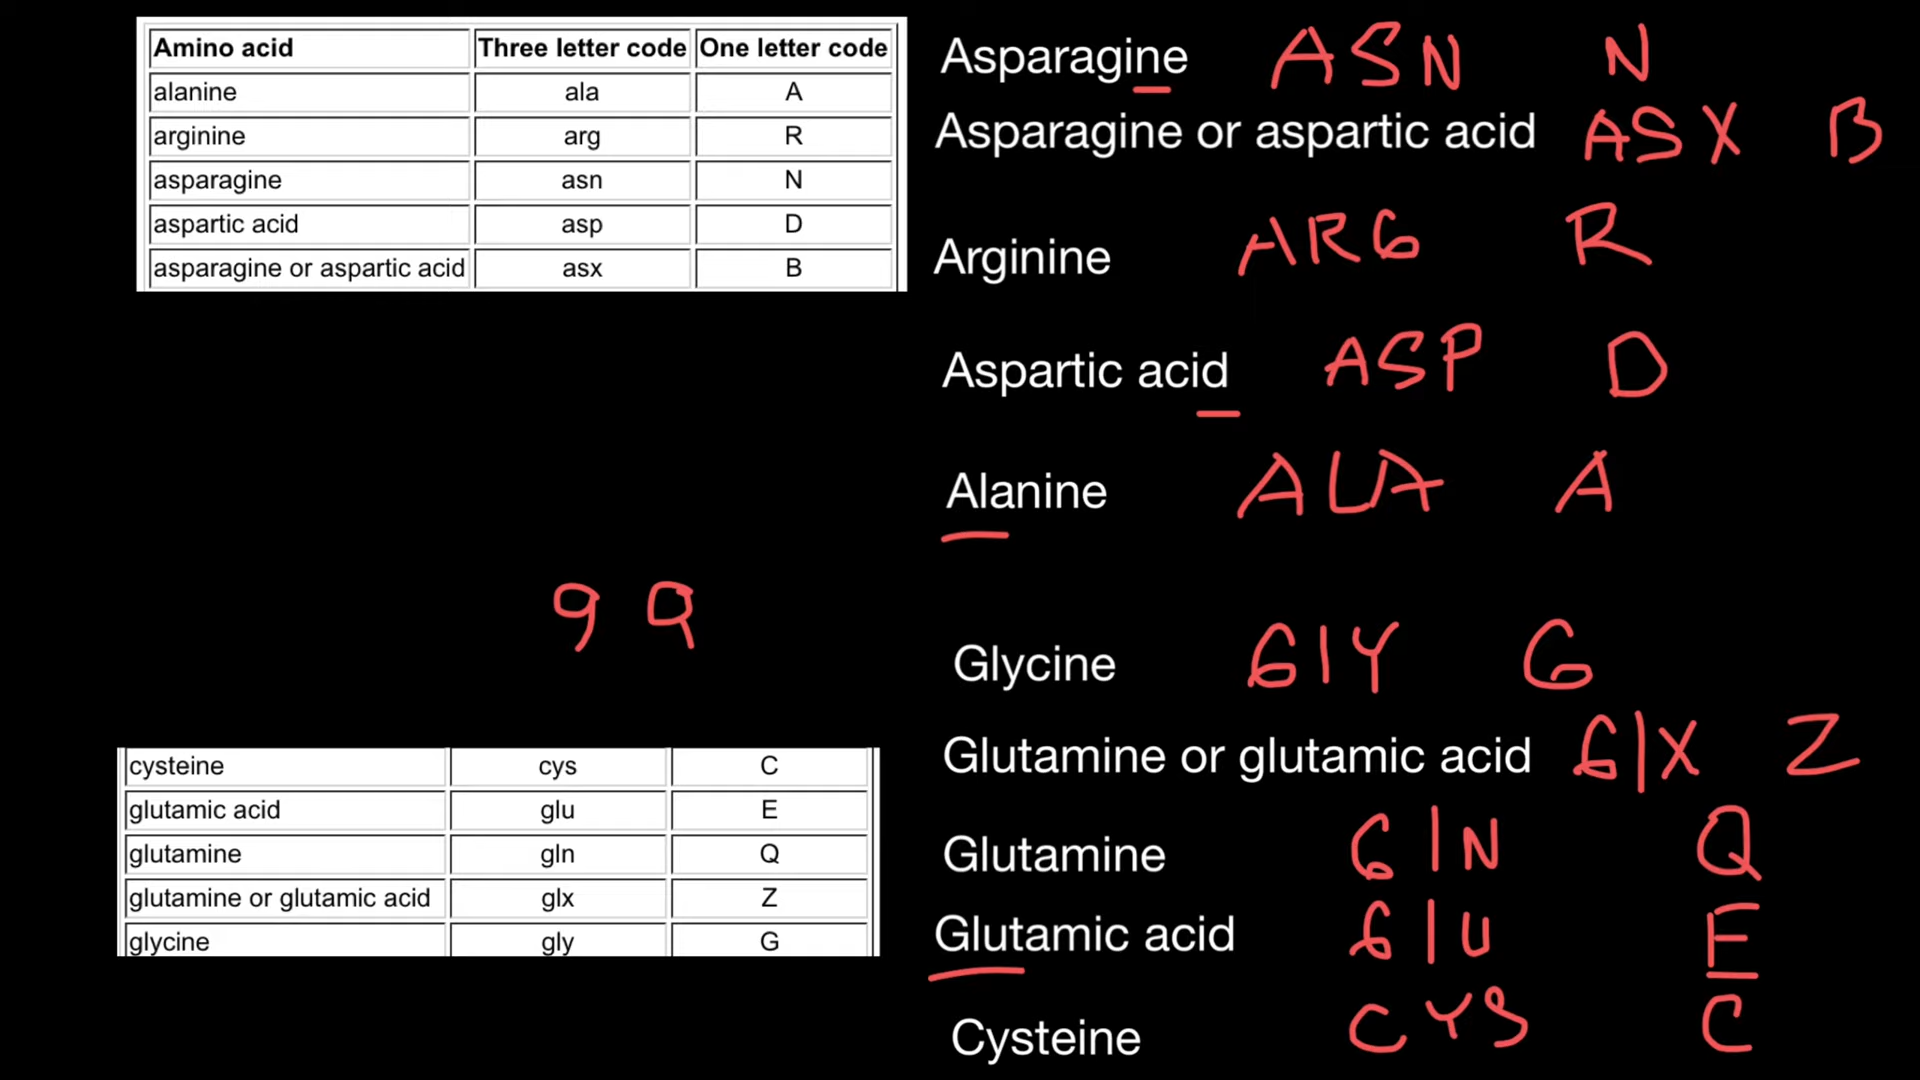 Amino acid Three letter code One letter code
alanine ala A
arginine arg R
asparagine asn N
aspartic acid asp D
asparagine or aspartic acid asx B
9 9
cysteine cys C
glutamic acid glu E
glutamine gln Q
glutamine or glutamic acid glx Z
glycine gly G
Asparagine ASN N
Asparagine or aspartic acid ASX B
Arginine ARG R
Aspartic acid ASP D
Alanine ALA A
Glycine GlY G
Glutamine or glutamic acid GlX Z
Glutamine GlN Q
Glutamic acid GlU E
Cysteine CYS C